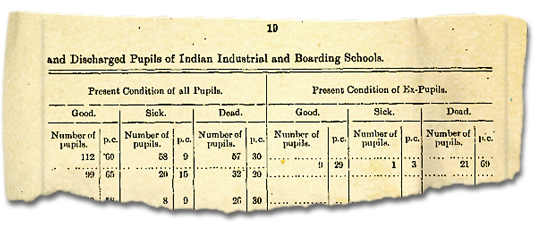 19
and Discharged Pupils of Indian Industrial and Boarding Schools.
Present Condition of all Pupils. Present Condition of Ex-Pupils.
Good. Sick. Dead. Good. Sick. Dead.
Number of pupils. p.c. Number of pupils. p.c. Number of pupils. p.c. Number of pupils. p.c. Number of pupils. p.c. Number of pupils. p.c.
112 60 58 9 57 30 9 29 1 3 21 69
99 65 20 15 32 20
8 9 26 30